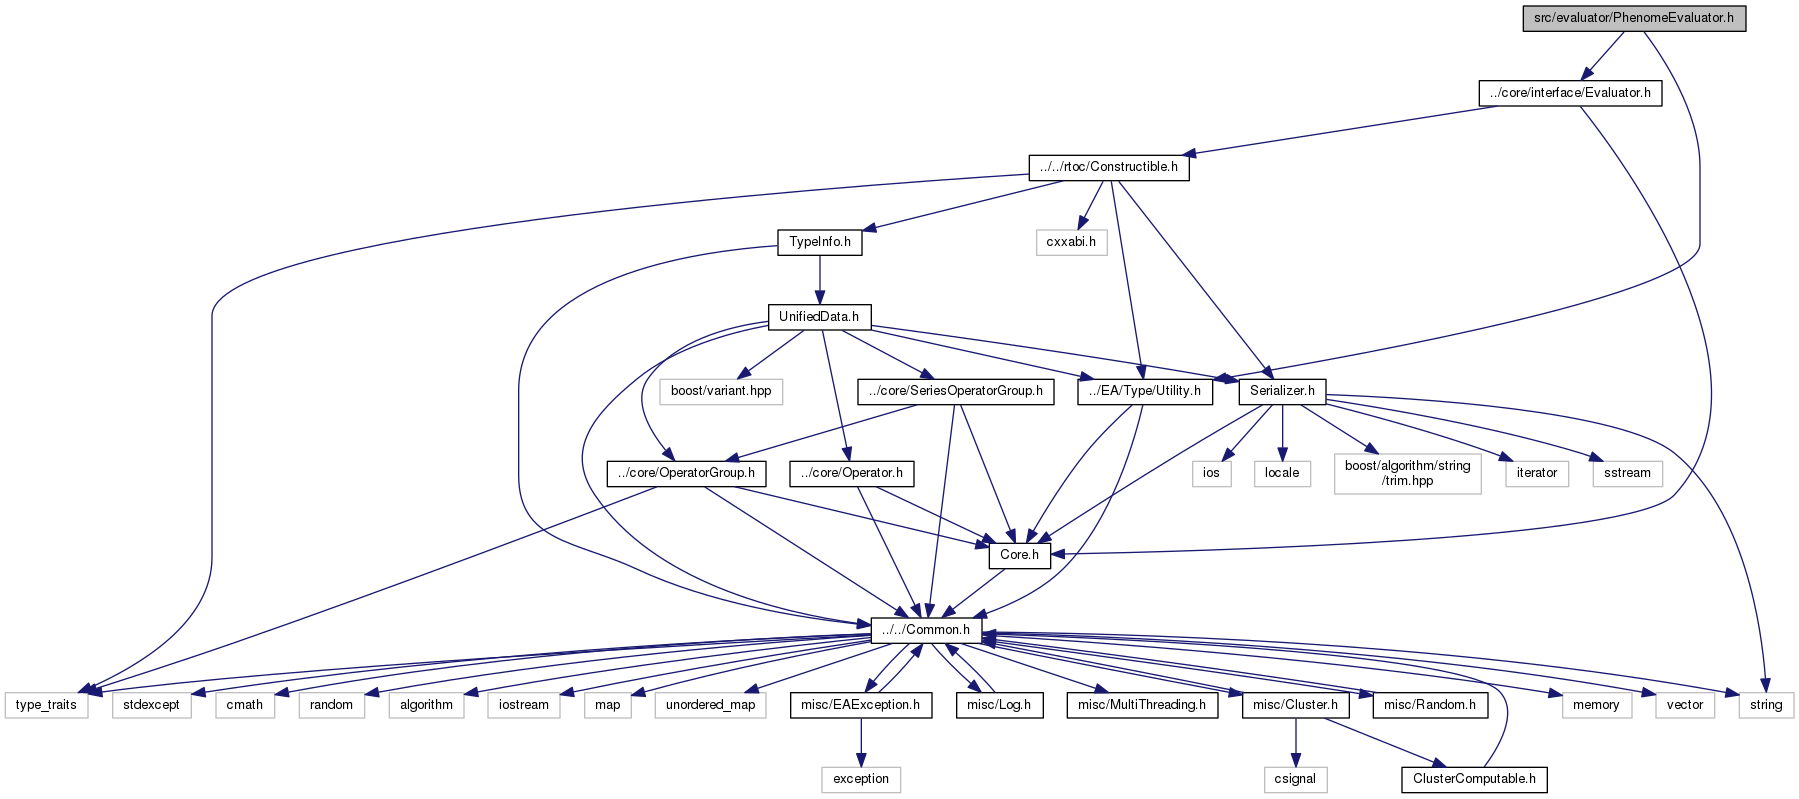 src/evaluator/PhenomeEvaluator.h
../core/interface/Evaluator.h
../../rtoc/Constructible.h
TypeInfo.h
cxxabi.h
UnifiedData.h
boost/variant.hpp
../core/SeriesOperatorGroup.h
../EA/Type/Utility.h
Serializer.h
../core/OperatorGroup.h
../core/Operator.h
ios
locale
boost/algorithm/string
/trim.hpp
iterator
sstream
Core.h
../../Common.h
type_traits
stdexcept
cmath
random
algorithm
iostream
map
unordered_map
misc/EAException.h
misc/Log.h
misc/MultiThreading.h
misc/Cluster.h
misc/Random.h
memory
vector
string
exception
csignal
ClusterComputable.h